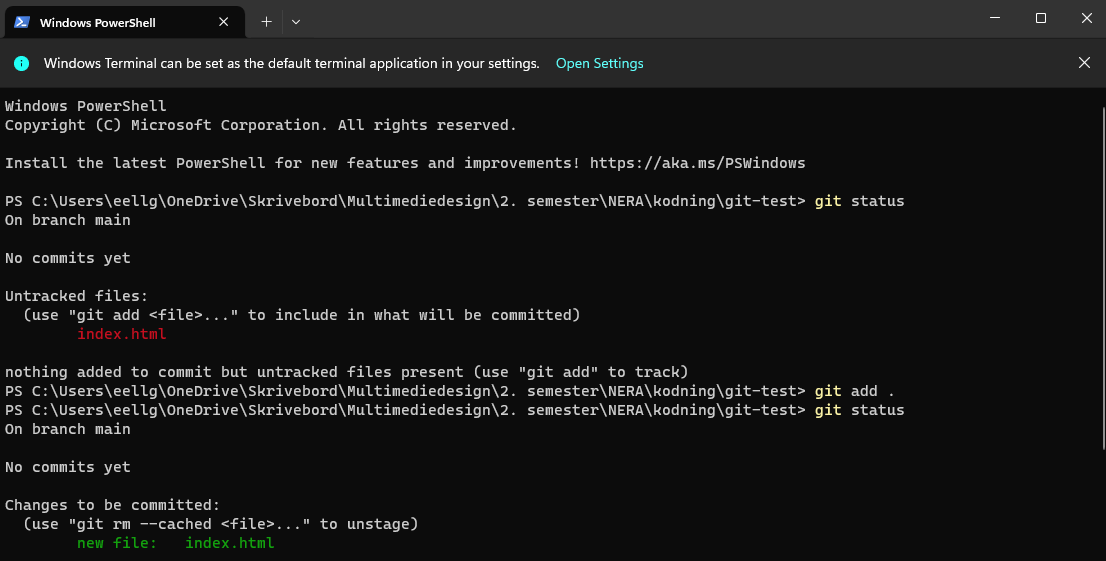 Windows PowerShell
Windows Terminal can be set as the default terminal application in your settings. Open Settings
Windows PowerShell
Copyright (C) Microsoft Corporation. All rights reserved.
Install the latest PowerShell for new features and improvements! https://aka.ms/PSWindows
PS C:\Users\eellg\OneDrive\Skrivebord\Multimediedesign\2. semester\NERA\kodning\git-test> git status
On branch main
No commits yet
Untracked files:
  (use "git add <file>..." to include in what will be committed)
        index.html
nothing added to commit but untracked files present (use "git add" to track)
PS C:\Users\eellg\OneDrive\Skrivebord\Multimediedesign\2. semester\NERA\kodning\git-test> git add .
PS C:\Users\eellg\OneDrive\Skrivebord\Multimediedesign\2. semester\NERA\kodning\git-test> git status
On branch main
No commits yet
Changes to be committed:
  (use "git rm --cached <file>..." to unstage)
        new file:   index.html